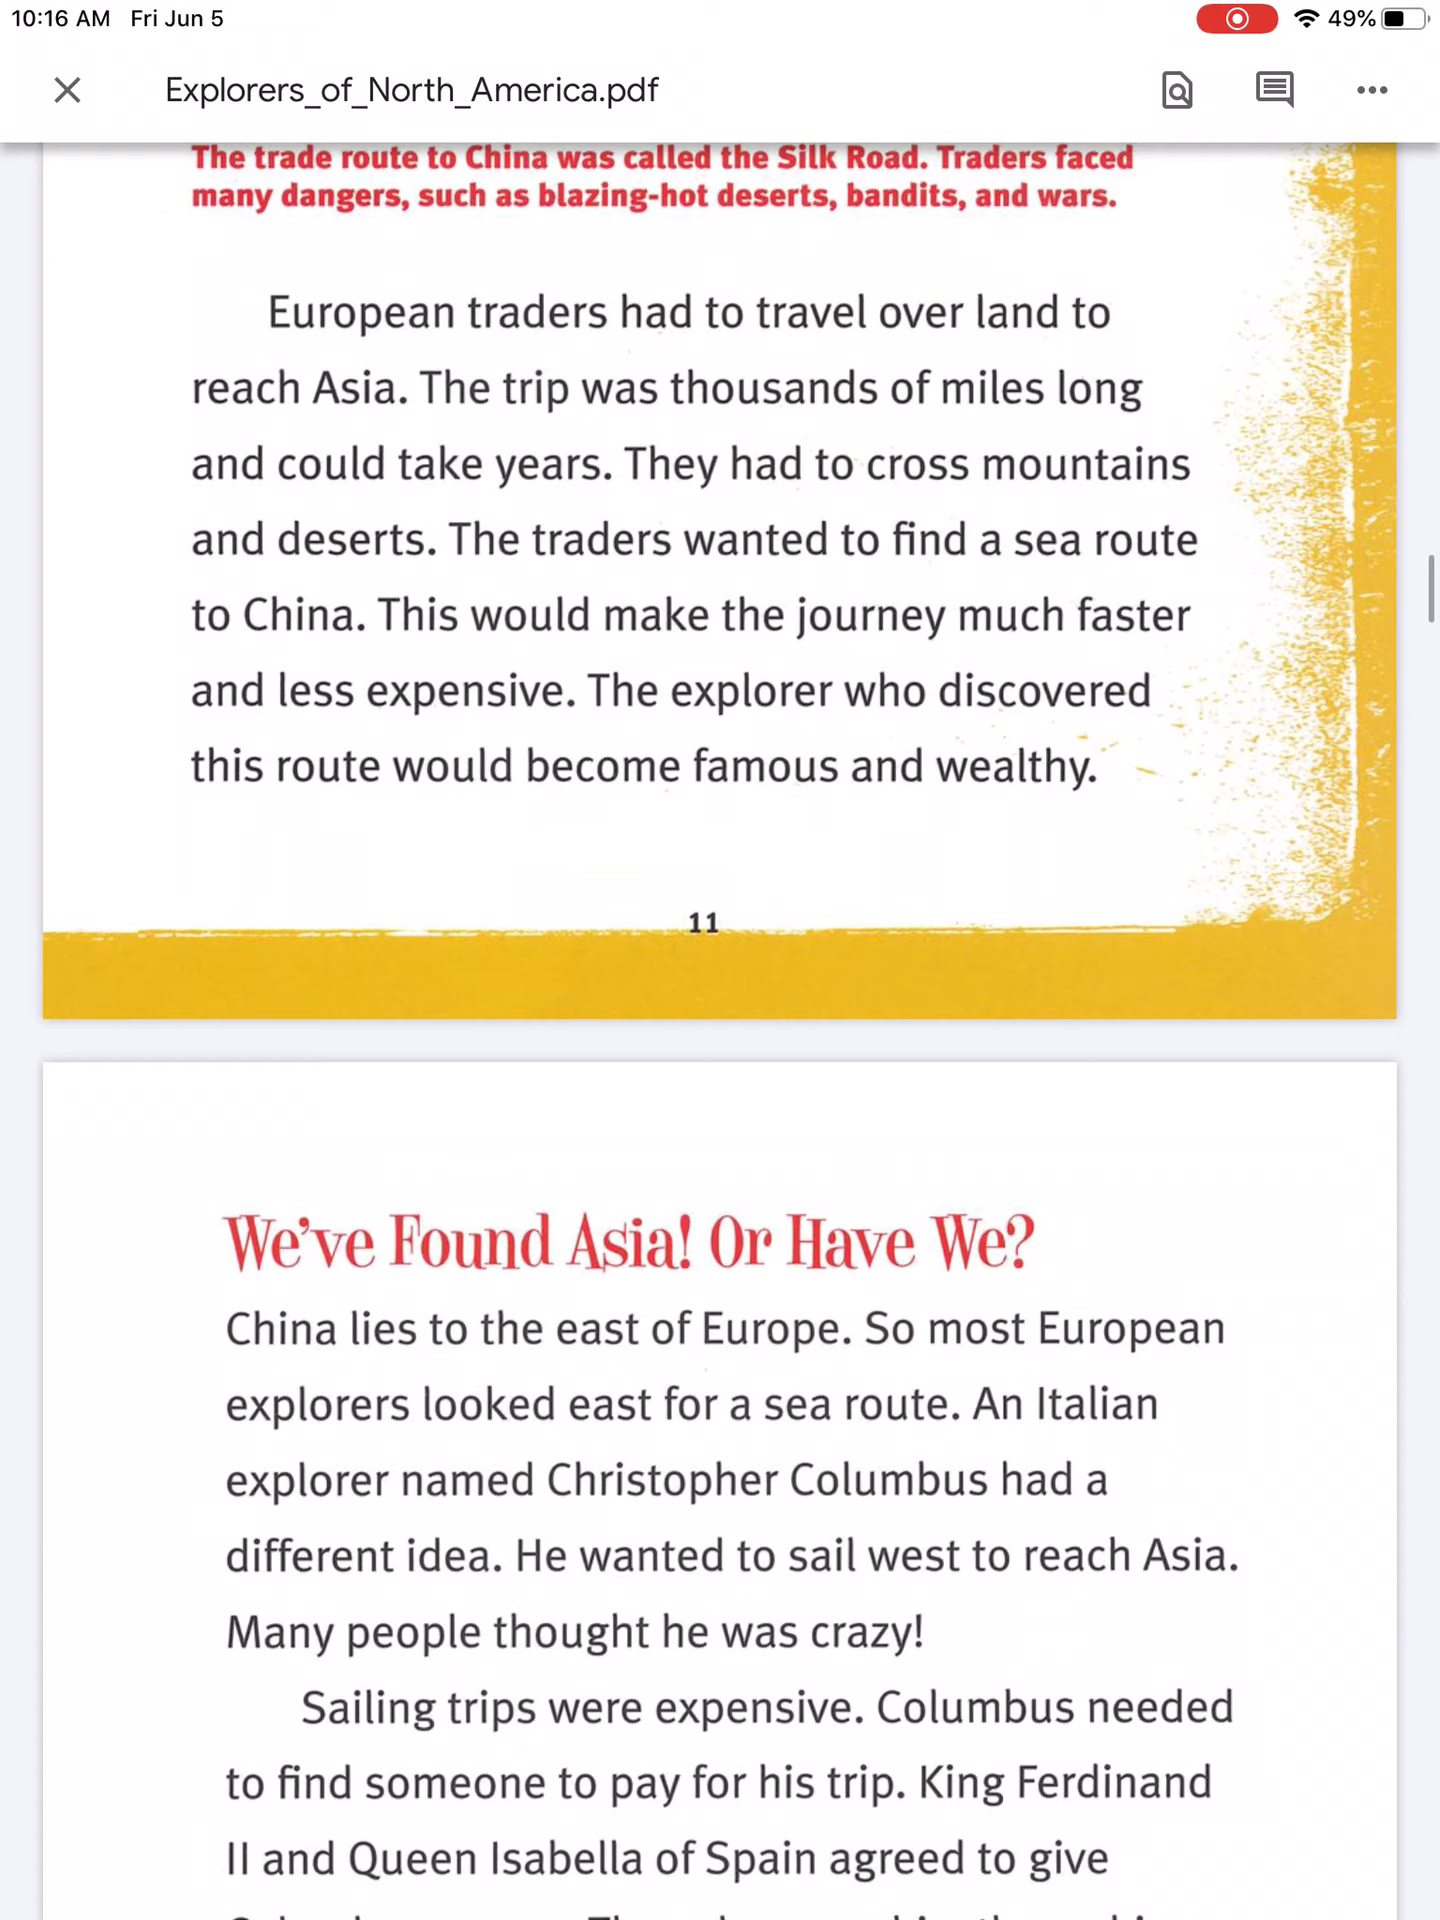 10:16 AM Fri Jun 5
49%
Explorers_of_North_America.pdf
The trade route to China was called the Silk Road. Traders faced
many dangers, such as blazing-hot deserts, bandits, and wars.
European traders had to travel over land to
reach Asia. The trip was thousands of miles long
and could take years. They had to cross mountains
and deserts. The traders wanted to find a sea route
to China. This would make the journey much faster
and less expensive. The explorer who discovered
this route would become famous and wealthy.
11
We've Found Asia! Or Have We?
China lies to the east of Europe. So most European
explorers looked east for a sea route. An Italian
explorer named Christopher Columbus had a
different idea. He wanted to sail west to reach Asia.
Many people thought he was crazy!
Sailing trips were expensive. Columbus needed
to find someone to pay for his trip. King Ferdinand
II and Queen Isabella of Spain agreed to give